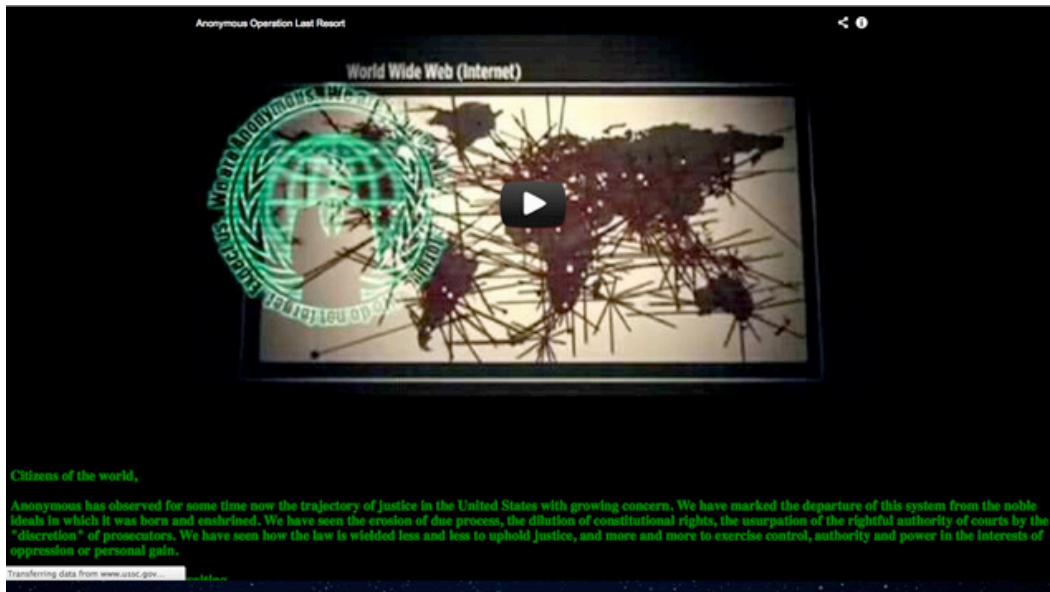 Anonymous Operation Last Resort
World Wide Web (Internet)
We are Anonymous. We a
Citizens of the world,
Anonymous has observed for some time now the trajectory of justice in the United States with growing concern. We have marked the departure of this system from the noble
ideals in which it was born and enshrined. We have seen the erosion of due process, the dilution of constitutional rights, the usurpation of the rightful authority of courts by the
"discretion" of prosecutors. We have seen how the law is wielded less and less to uphold justice, and more and more to exercise control, authority and power in the interests of
oppression or personal gain.
Transferring data from www.ussc.gov...